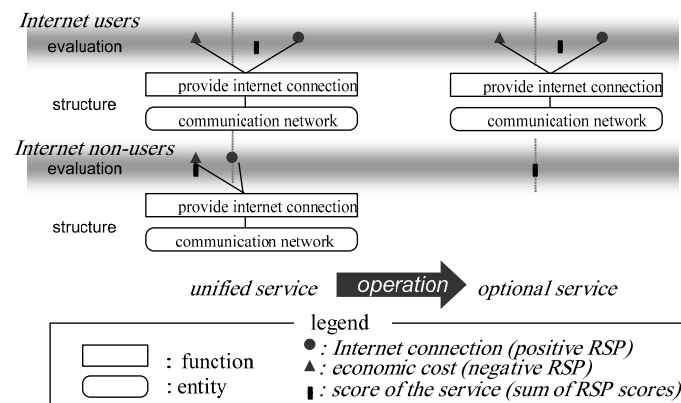 Internet users
evaluation
structure
provide internet connection
communication network
provide internet connection
communication network
Internet non-users
evaluation
structure
provide internet connection
communication network
unified service
operation
optional service
legend
: function
: entity
: Internet connection (positive RSP)
: economic cost (negative RSP)
: score of the service (sum of RSP scores)